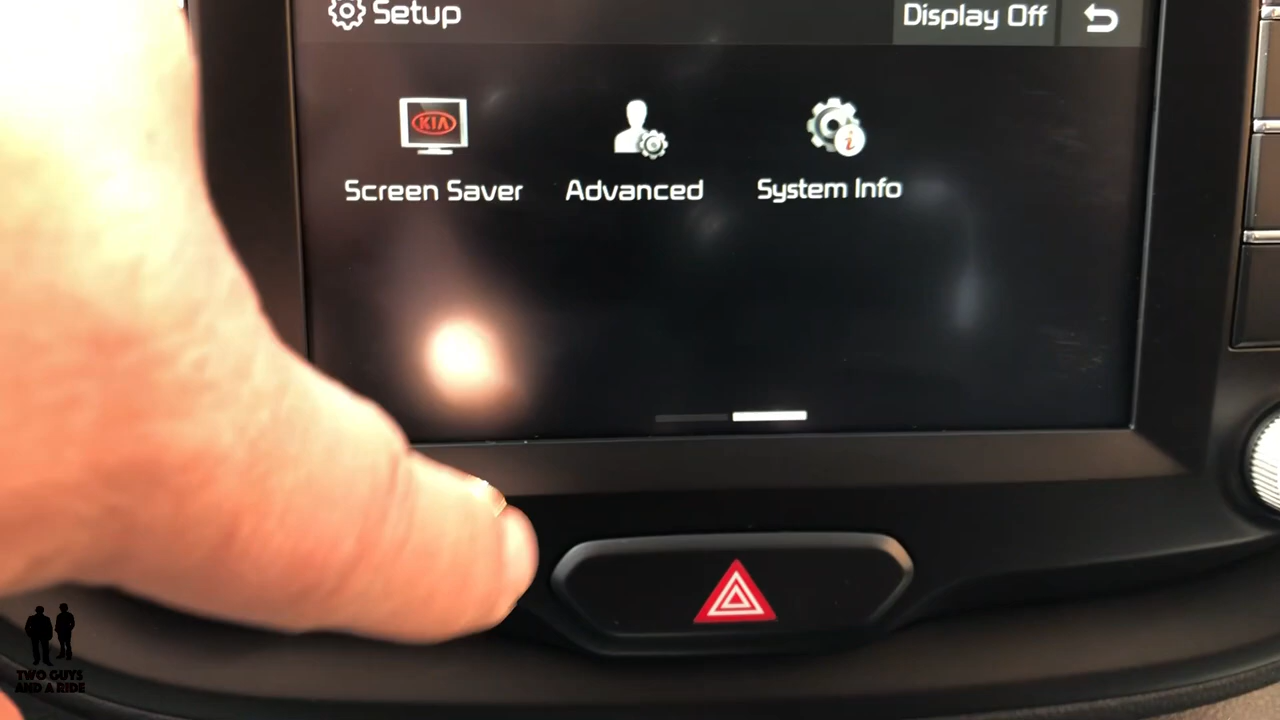 Setup
Display Off
KIA
Screen Saver
Advanced
System Info
i
TWO GUYS
AND A RIDE